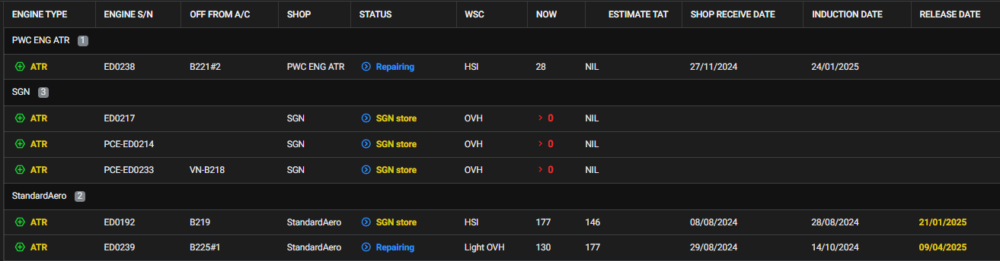 ENGINE TYPE ENGINE S/N OFF FROM A/C SHOP STATUS WSC NOW ESTIMATE TAT SHOP RECEIVE DATE INDUCTION DATE RELEASE DATE
PWC ENG ATR 1
ATR ED0238 B221#2 PWC ENG ATR Repairing HSI 28 NIL 27/11/2024 24/01/2025
SGN 3
ATR ED0217 SGN SGN store OVH > 0 NIL
ATR PCE-ED0214 SGN SGN store OVH > 0 NIL
ATR PCE-ED0233 VN-B218 SGN SGN store OVH > 0 NIL
StandardAero 2
ATR ED0192 B219 StandardAero SGN store HSI 177 146 08/08/2024 28/08/2024 21/01/2025
ATR ED0239 B225#1 StandardAero Repairing Light OVH 130 177 29/08/2024 14/10/2024 09/04/2025